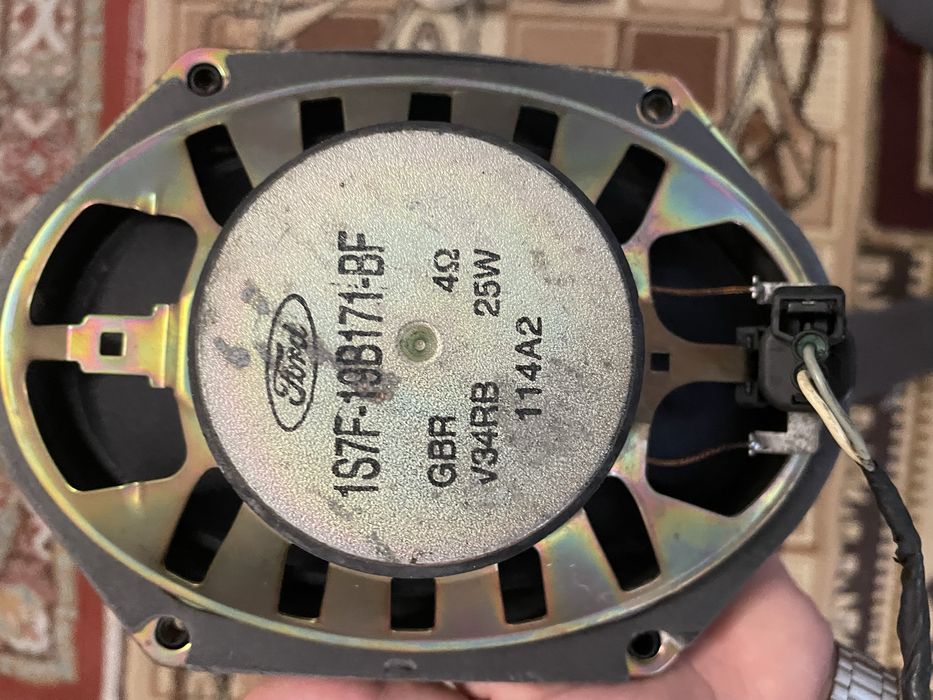 Ford
1S7F-19B171-BF
GBR 4Ω
V34RB 25W
114A2